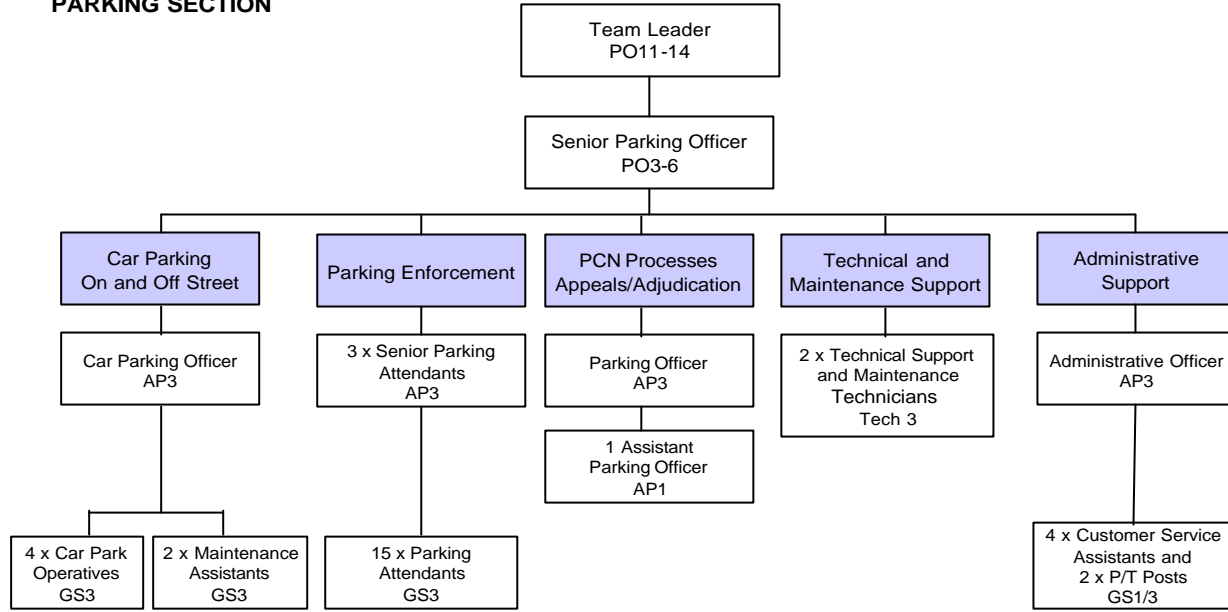 PARKING SECTION
Team Leader
PO11-14
Senior Parking Officer
PO3-6
Car Parking
On and Off Street
Parking Enforcement
PCN Processes
Appeals/Adjudication
Technical and
Maintenance Support
Administrative
Support
Car Parking Officer
AP3
3 x Senior Parking
Attendants
AP3
Parking Officer
AP3
2 x Technical Support
and Maintenance
Technicians
Tech 3
Administrative Officer
AP3
1 Assistant
Parking Officer
AP1
4 x Car Park
Operatives
GS3
2 x Maintenance
Assistants
GS3
15 x Parking
Attendants
GS3
4 x Customer Service
Assistants and
2 x P/T Posts
GS1/3